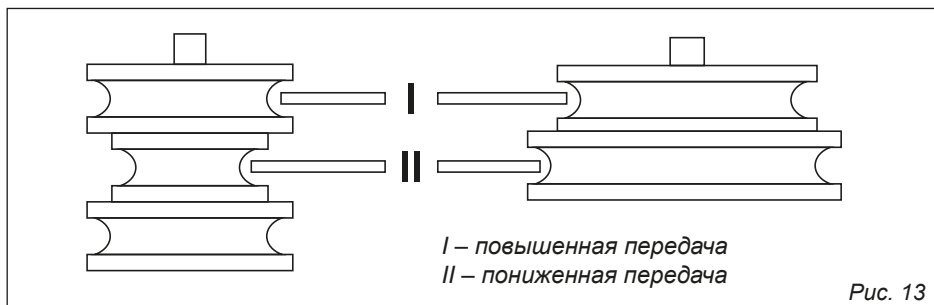 I
II
I – повышенная передача
II – пониженная передача
Рис. 13